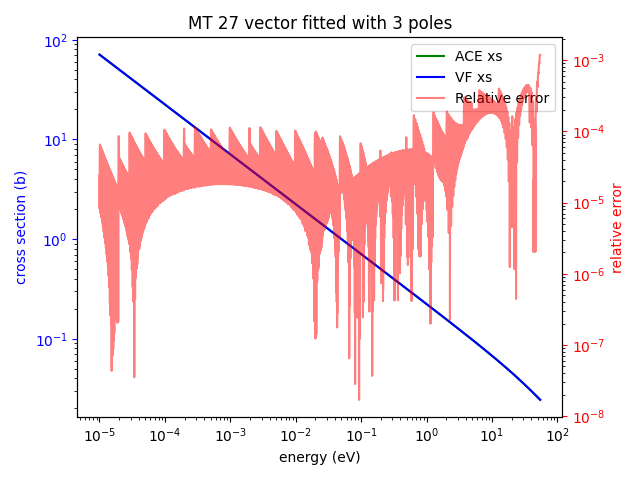 MT 27 vector fitted with 3 poles
ACE xs
VF xs
Relative error
cross section (b)
10^2
10^1
10^0
10^-1
10^-3
10^-4
10^-5
10^-6
10^-7
10^-8
relative error
10^-5
10^-4
10^-3
10^-2
10^-1
10^0
10^1
10^2
energy (eV)